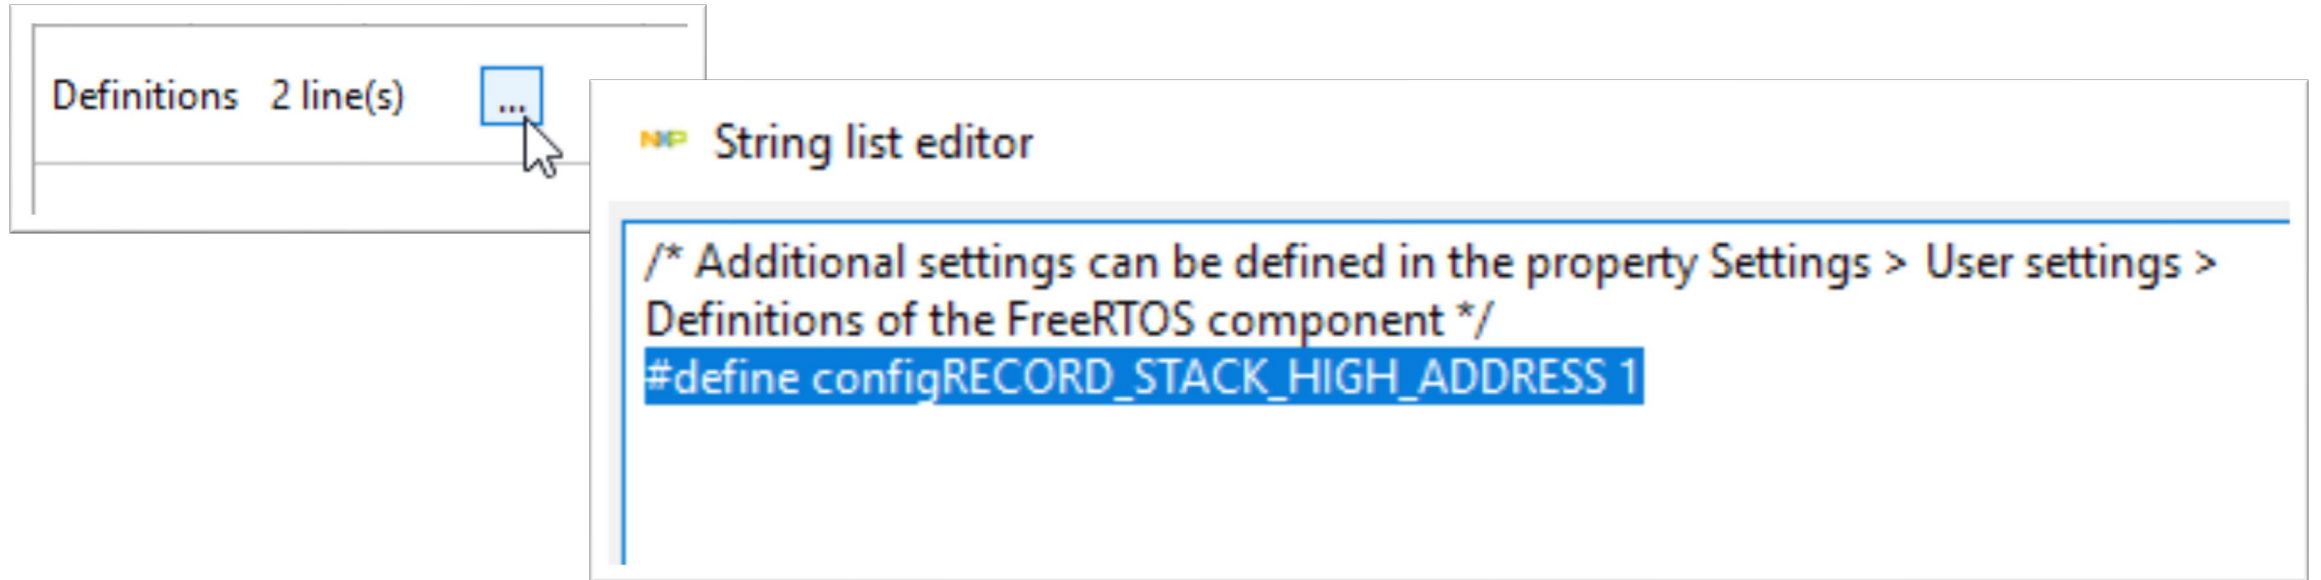 Definitions 2 line(s) ...
NXP String list editor
/* Additional settings can be defined in the property Settings > User settings >
Definitions of the FreeRTOS component */
#define configRECORD_STACK_HIGH_ADDRESS 1